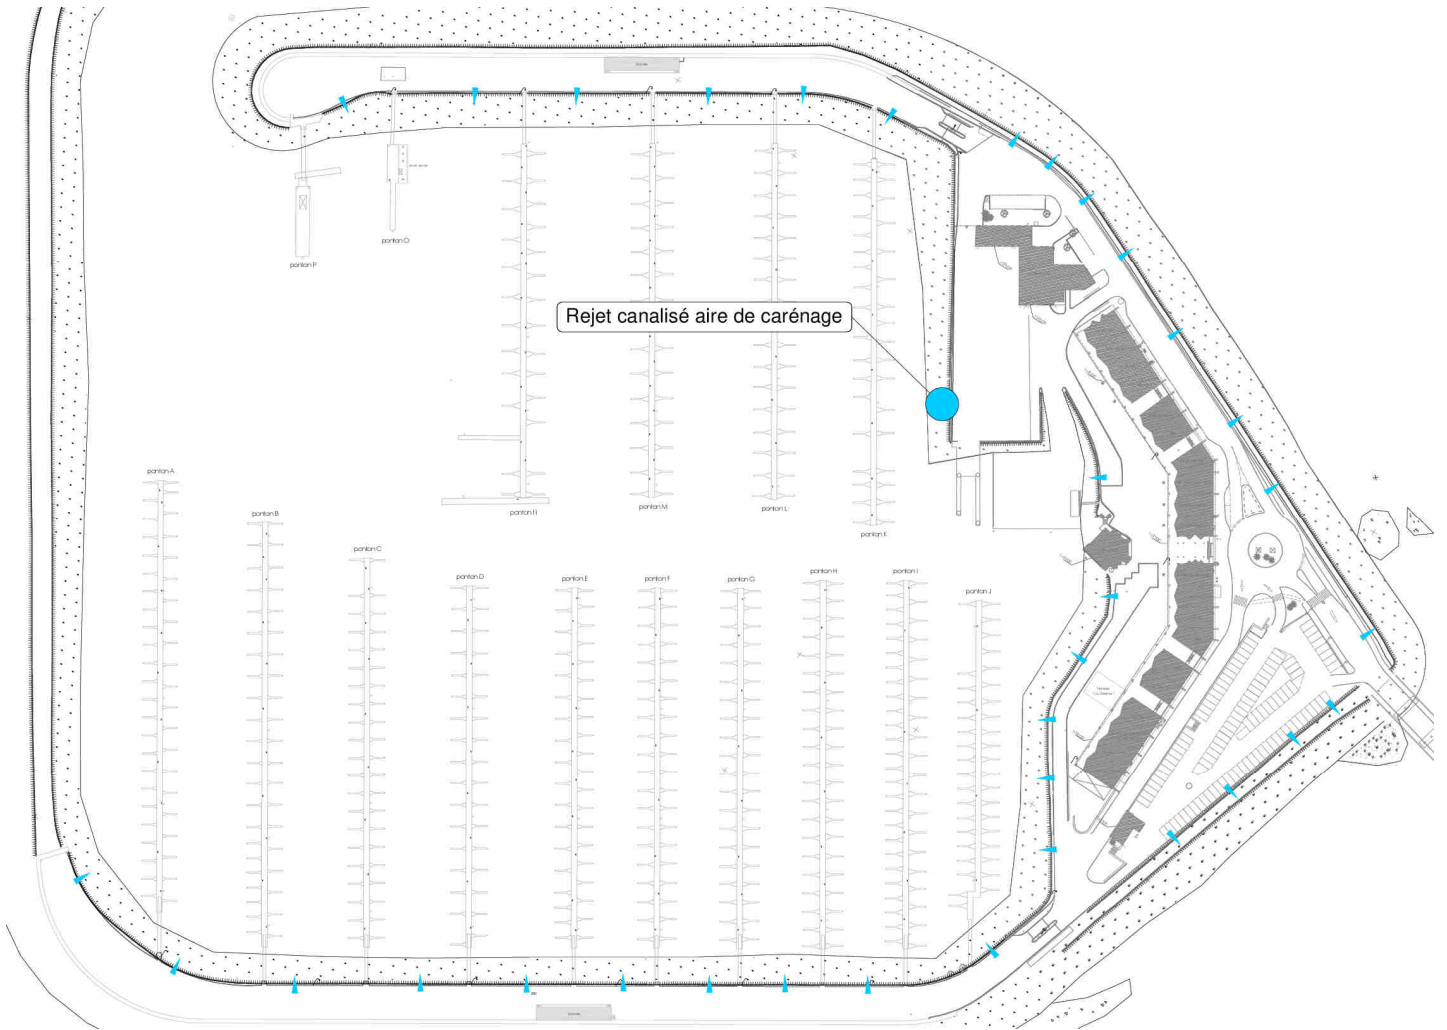 ponton O
ponton P
Rejet canalisé aire de carénage
ponton A
ponton B
ponton N
ponton M
ponton L
ponton K
ponton C
ponton D
ponton E
ponton F
ponton G
ponton H
ponton I
ponton J